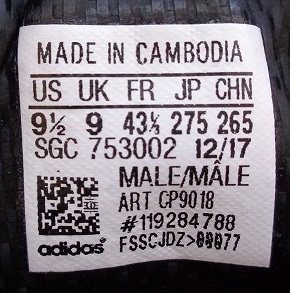 MADE IN CAMBODIA
US UK FR JP CHN
9½ 9 43⅓ 275 265
SGC 753002 12/17
MALE/MÂLE
ART CP9018
#119284788
adidas FSSCJDZ>